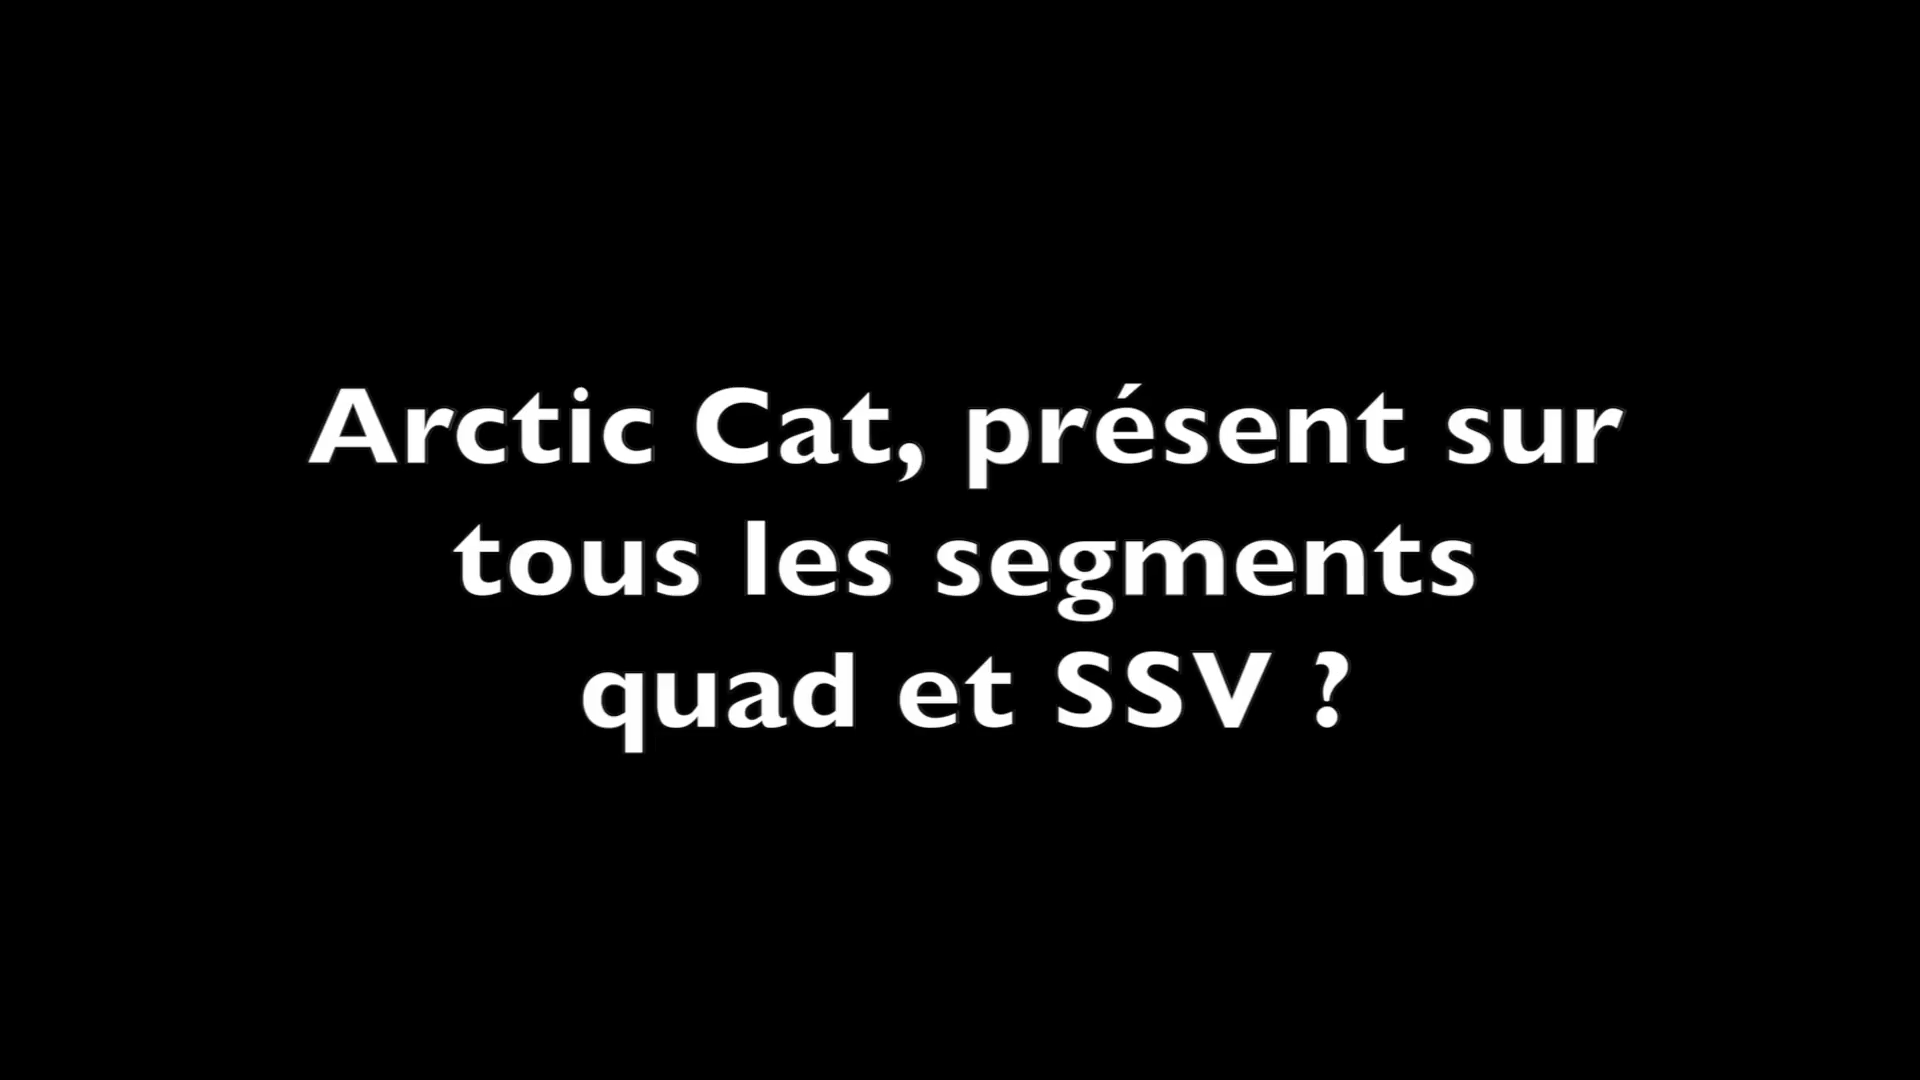 Arctic Cat, présent sur
tous les segments
quad et SSV ?